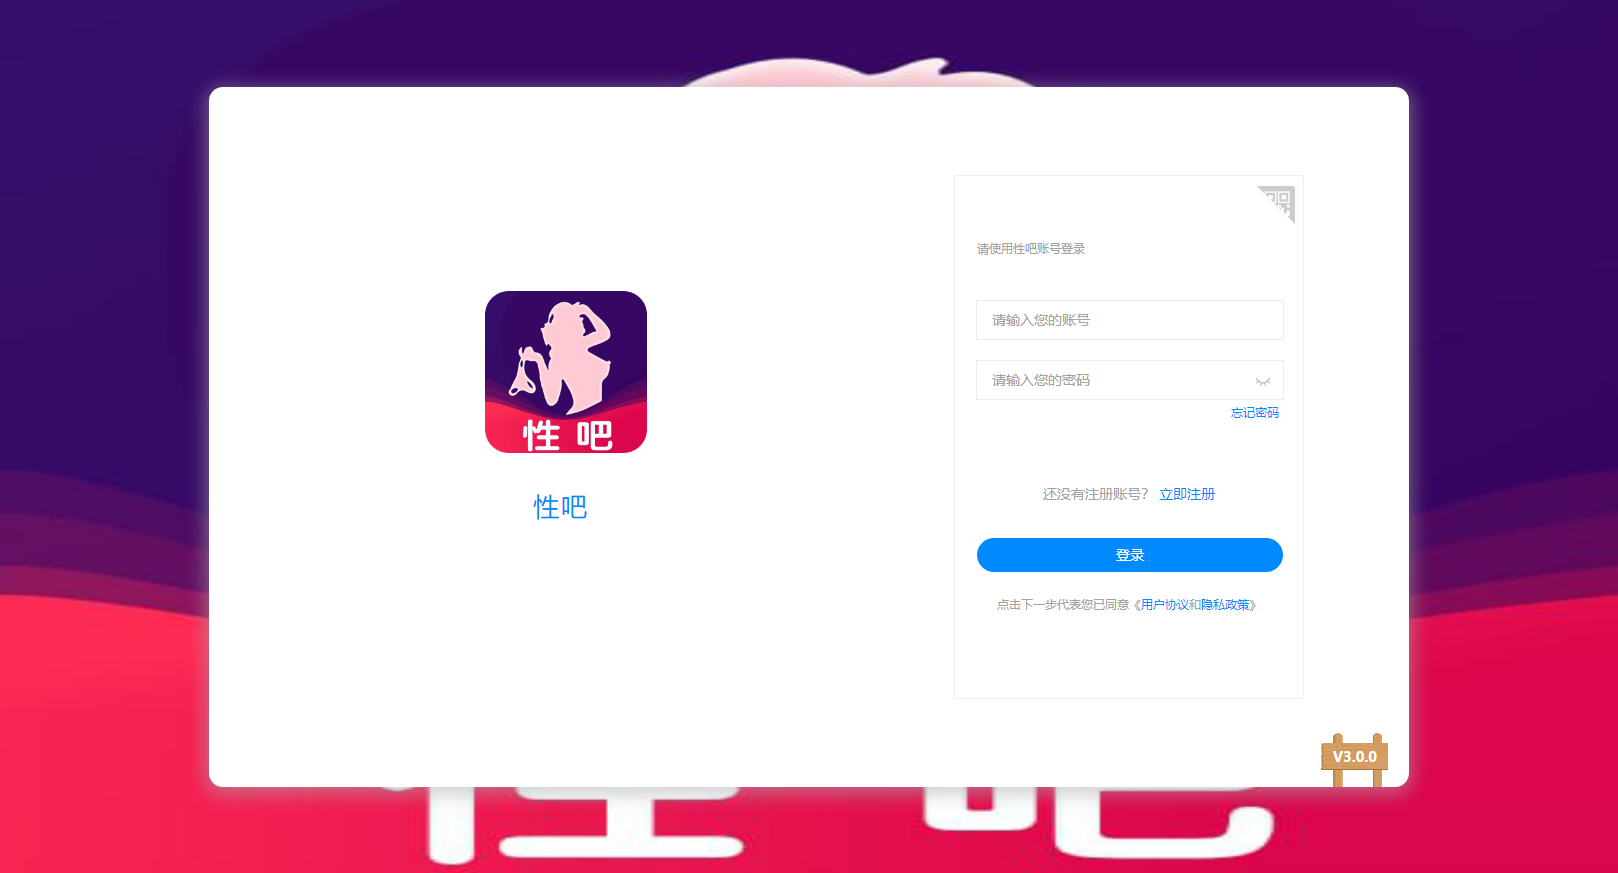 性 吧
性吧
请使用性吧账号登录
请输入您的账号
请输入您的密码
忘记密码
还没有注册账号？ 立即注册
登录
点击下一步代表您已同意《用户协议和隐私政策》
V3.0.0
性 吧